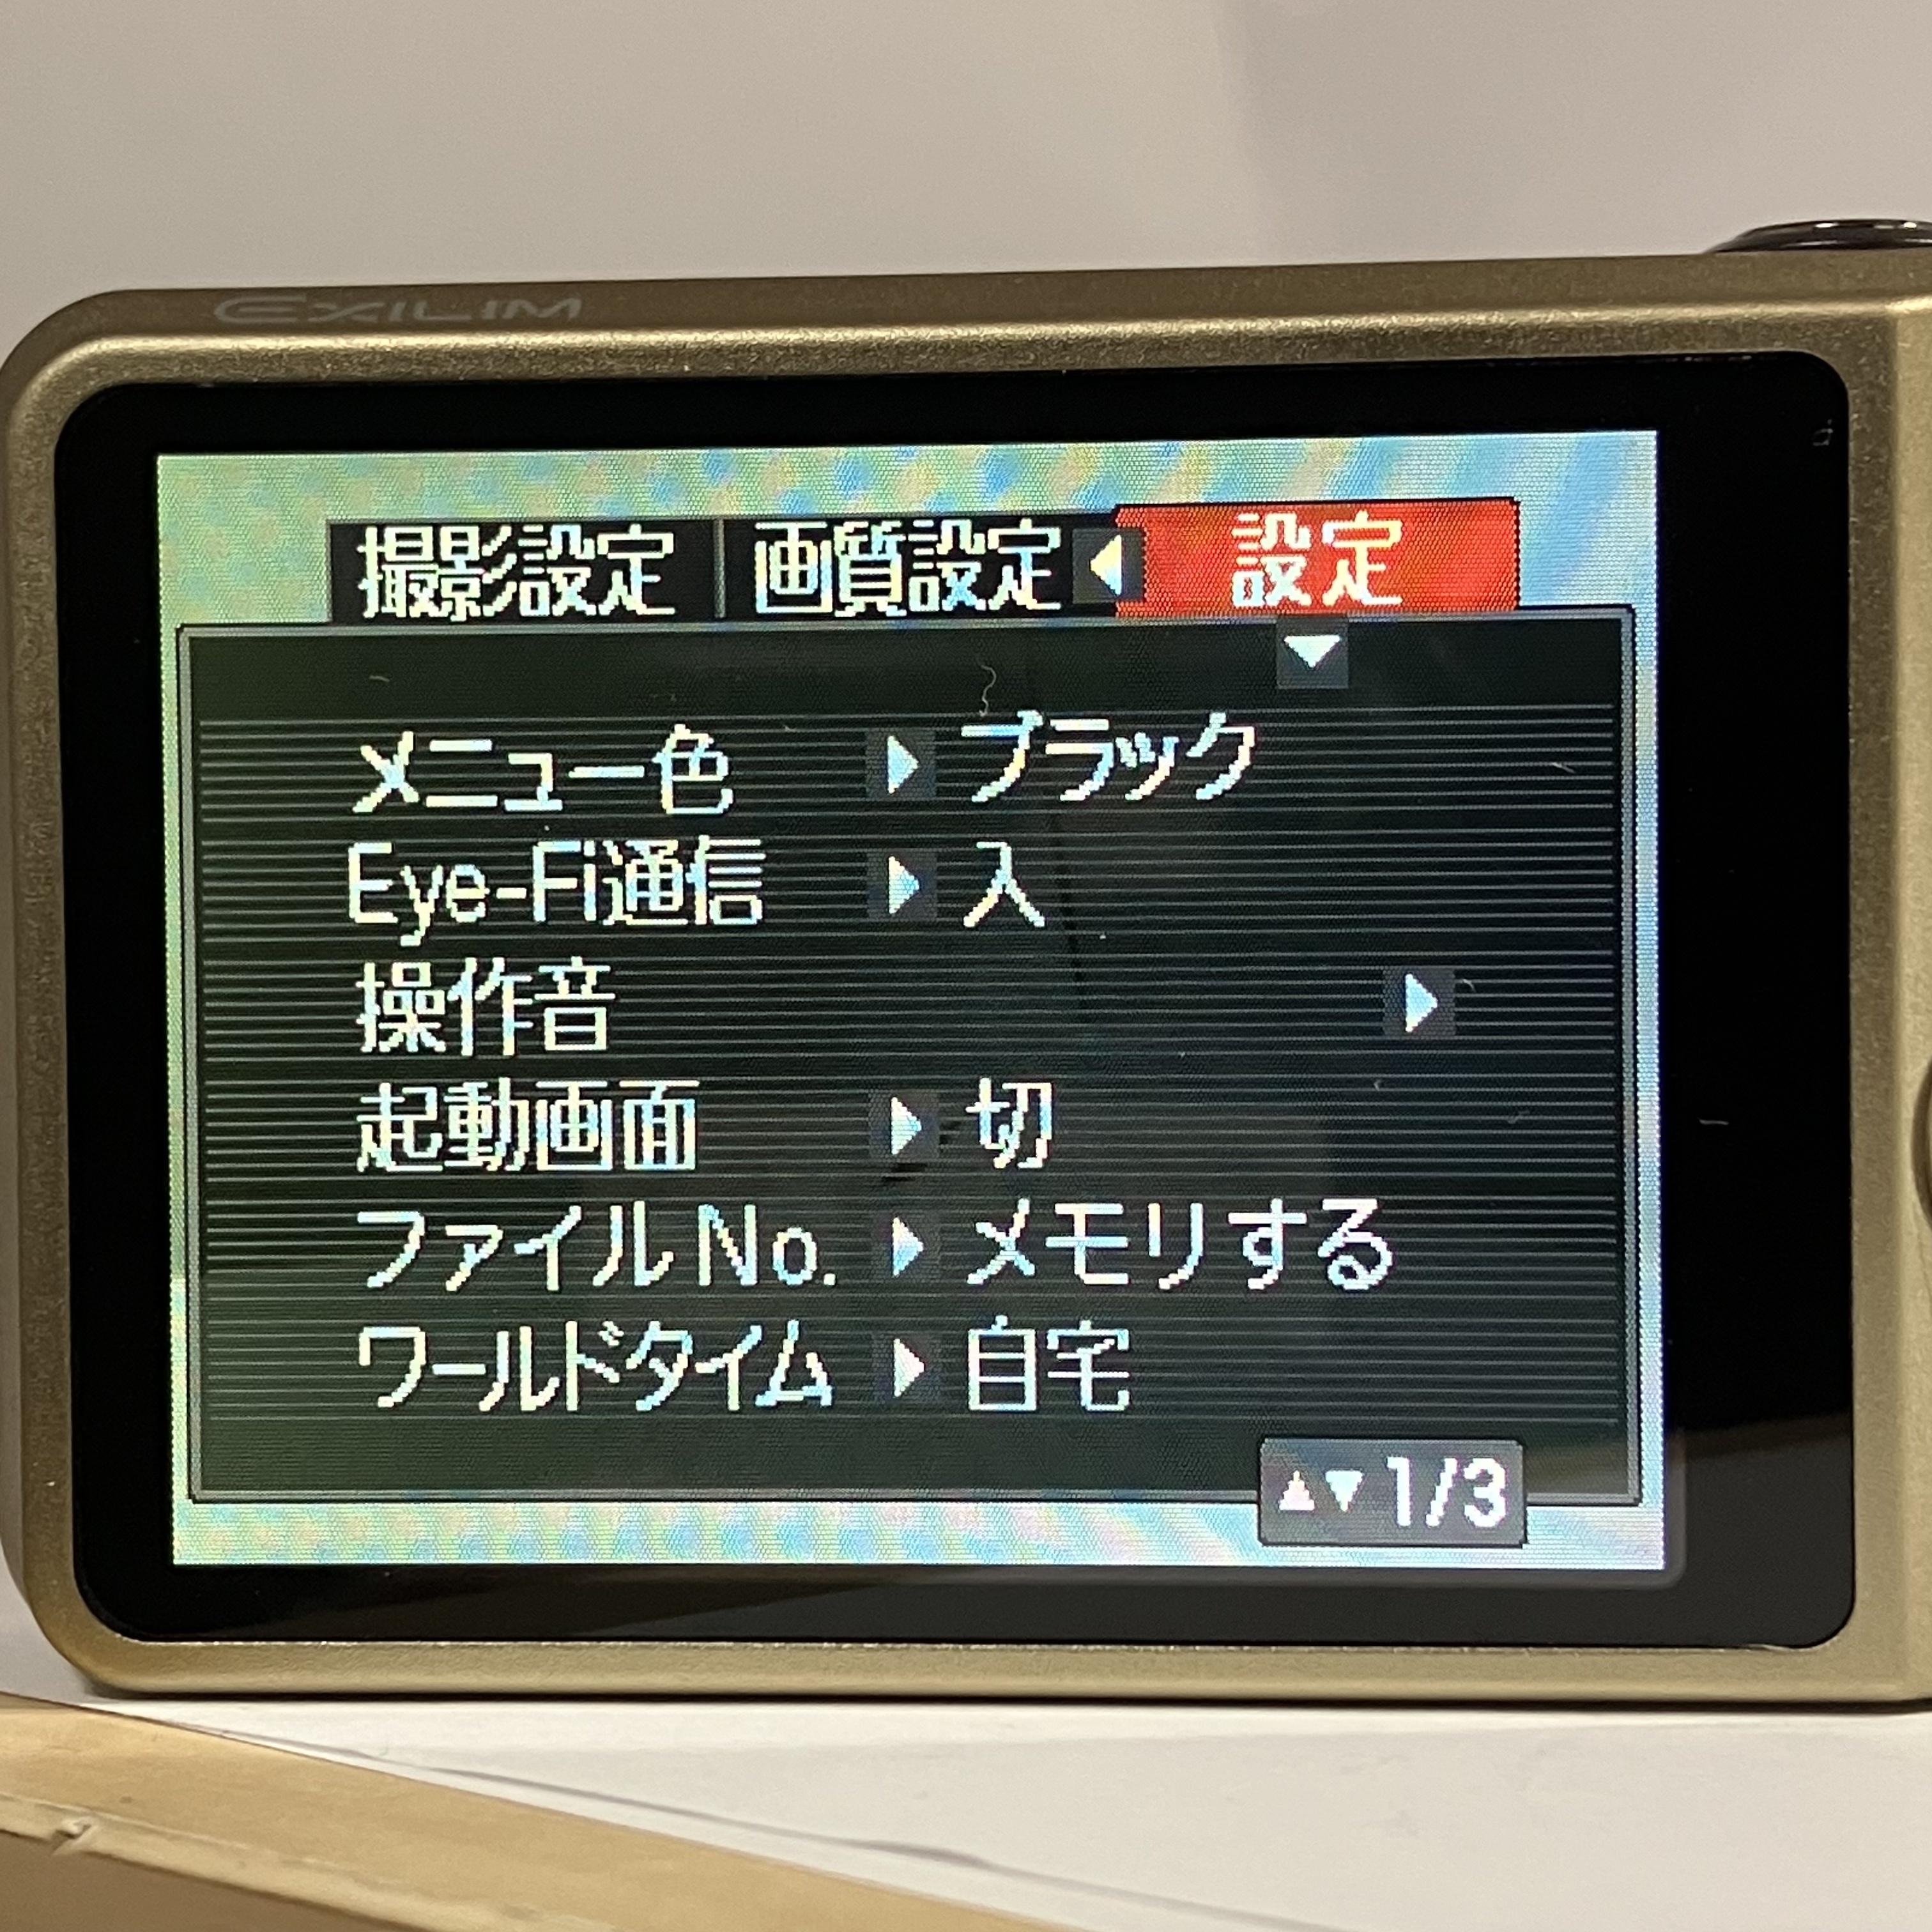 EXILIM
撮影設定 画質設定 設定
メニュー色 ブラック
Eye-Fi通信 入
操作音
起動画面 切
ファイルNo. メモリする
ワールドタイム 自宅
1/3